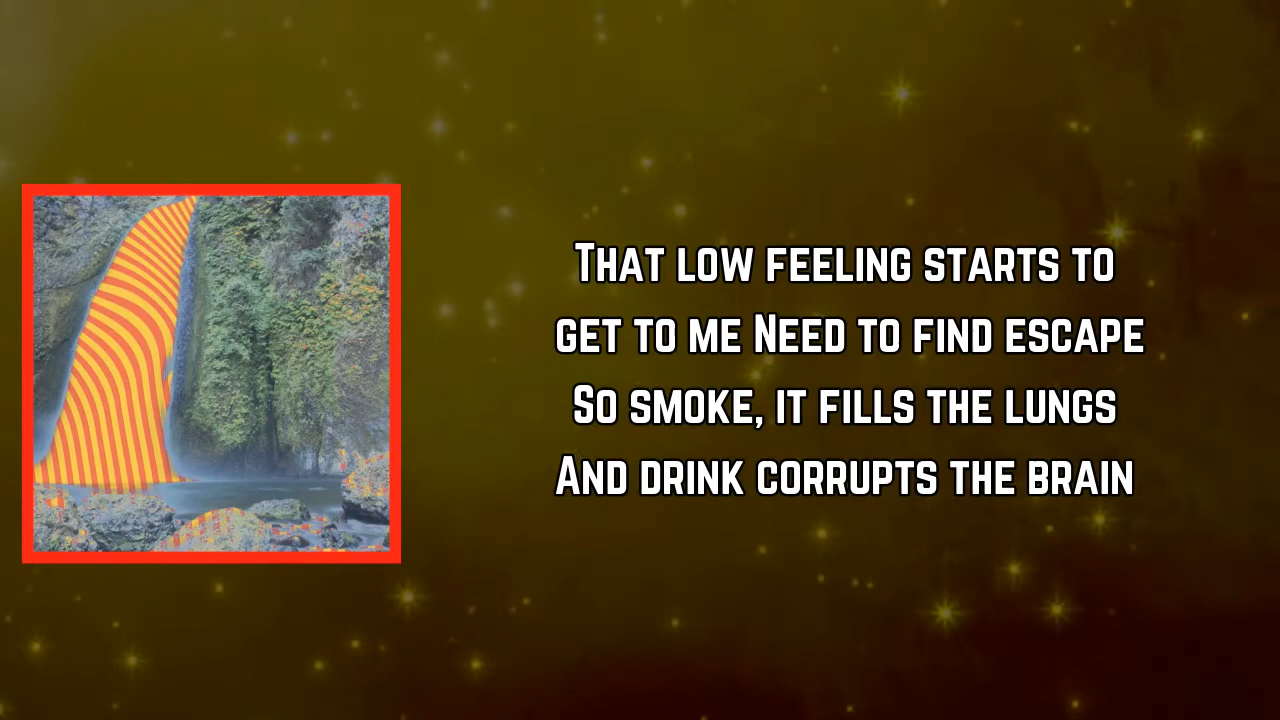 That low feeling starts to
get to me Need to find escape
So smoke, it fills the lungs
And drink corrupts the brain